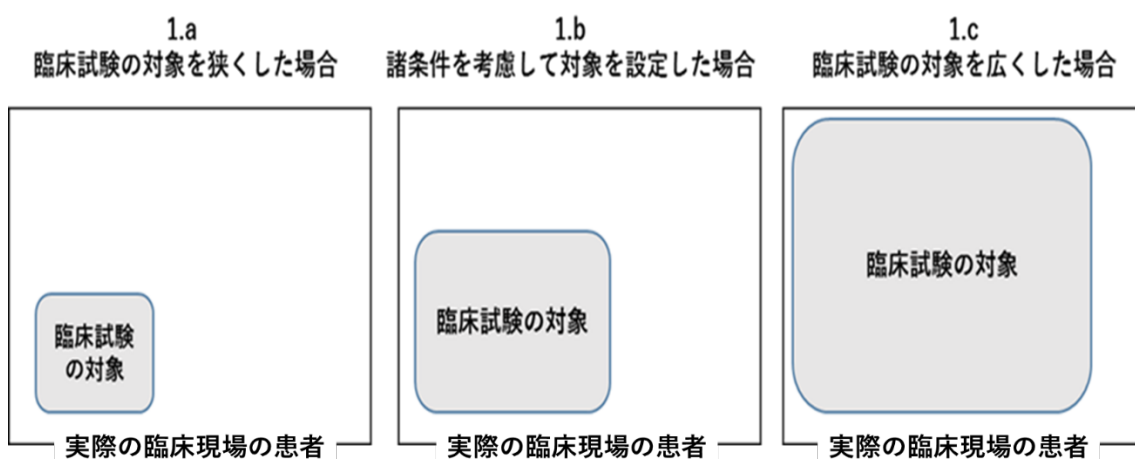 1.a
臨床試験の対象を狭くした場合
臨床試験
の対象
実際の臨床現場の患者
1.b
諸条件を考慮して対象を設定した場合
臨床試験の対象
実際の臨床現場の患者
1.c
臨床試験の対象を広くした場合
臨床試験の対象
実際の臨床現場の患者